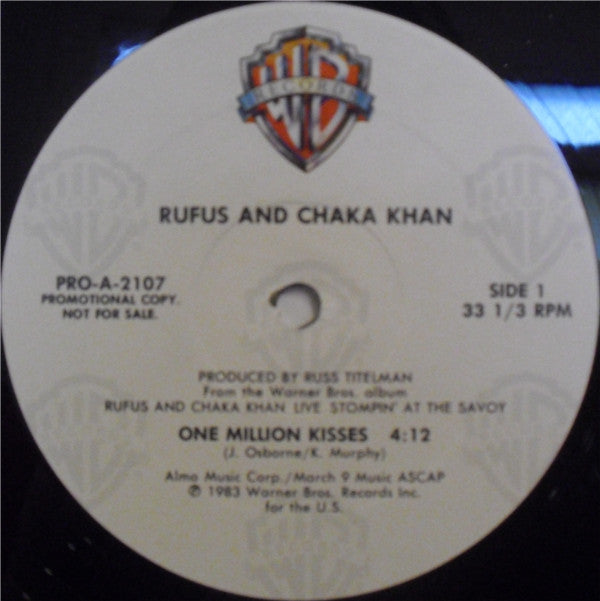 RECORDS
RUFUS AND CHAKA KHAN
PRO-A-2107
PROMOTIONAL COPY.
NOT FOR SALE.
SIDE 1
33 1/3 RPM
PRODUCED BY RUSS TITELMAN
From the Warner Bros. album
RUFUS AND CHAKA KHAN LIVE STOMPIN' AT THE SAVOY
ONE MILLION KISSES 4:12
(J. Osborne/K. Murphy)
Almo Music Corp./March 9 Music ASCAP
℗ 1983 Warner Bros. Records Inc.
for the U.S.